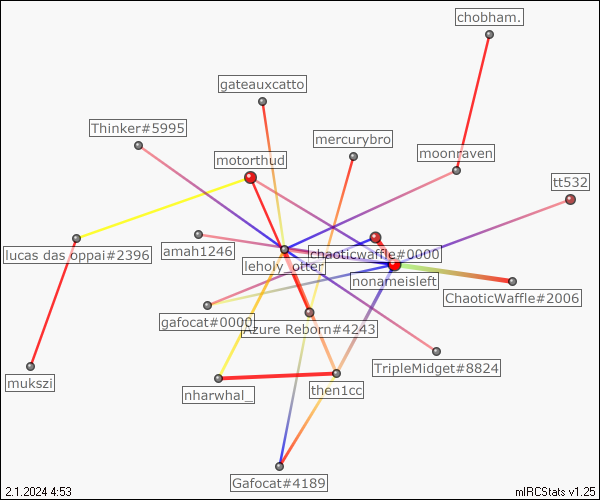 chobham.
gateauxcatto
Thinker#5995
mercurybro
motorthud
moonraven
tt532
lucas das oppai#2396
amah1246
chaoticwaffle#0000
leholy_otter
nonameisleft
ChaoticWaffle#2006
gafocat#0000
Azure Reborn#4243
mukszi
TripleMidget#8824
nharwhal_
then1cc
Gafocat#4189
2.1.2024 4:53
mIRCStats v1.25